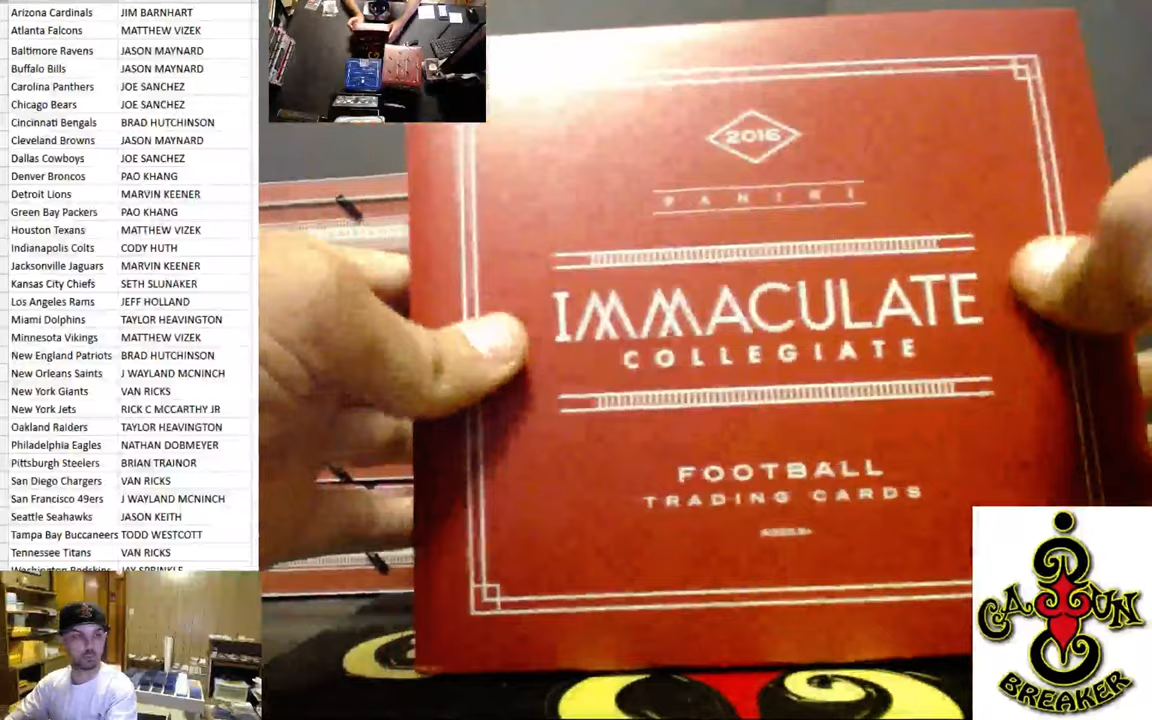 Arizona Cardinals JIM BARNHART
Atlanta Falcons MATTHEW VIZEK
Baltimore Ravens JASON MAYNARD
Buffalo Bills JASON MAYNARD
Carolina Panthers JOE SANCHEZ
Chicago Bears JOE SANCHEZ
Cincinnati Bengals BRAD HUTCHINSON
Cleveland Browns JASON MAYNARD
Dallas Cowboys JOE SANCHEZ
Denver Broncos PAO KHANG
Detroit Lions MARVIN KEENER
Green Bay Packers PAO KHANG
Houston Texans MATTHEW VIZEK
Indianapolis Colts CODY HUTH
Jacksonville Jaguars MARVIN KEENER
Kansas City Chiefs SETH SLUNAKER
Los Angeles Rams JEFF HOLLAND
Miami Dolphins TAYLOR HEAVINGTON
Minnesota Vikings MATTHEW VIZEK
New England Patriots BRAD HUTCHINSON
New Orleans Saints J WAYLAND MCNINCH
New York Giants VAN RICKS
New York Jets RICK C MCCARTHY JR
Oakland Raiders TAYLOR HEAVINGTON
Philadelphia Eagles NATHAN DOBMEYER
Pittsburgh Steelers BRIAN TRAINOR
San Diego Chargers VAN RICKS
San Francisco 49ers J WAYLAND MCNINCH
Seattle Seahawks JASON KEITH
Tampa Bay Buccaneers TODD WESTCOTT
Tennessee Titans VAN RICKS
Washington Redskins JAY SPRINKLE
2016
PANINI
IMMACULATE
COLLEGIATE
FOOTBALL
TRADING CARDS
CAJUN
BREAKER